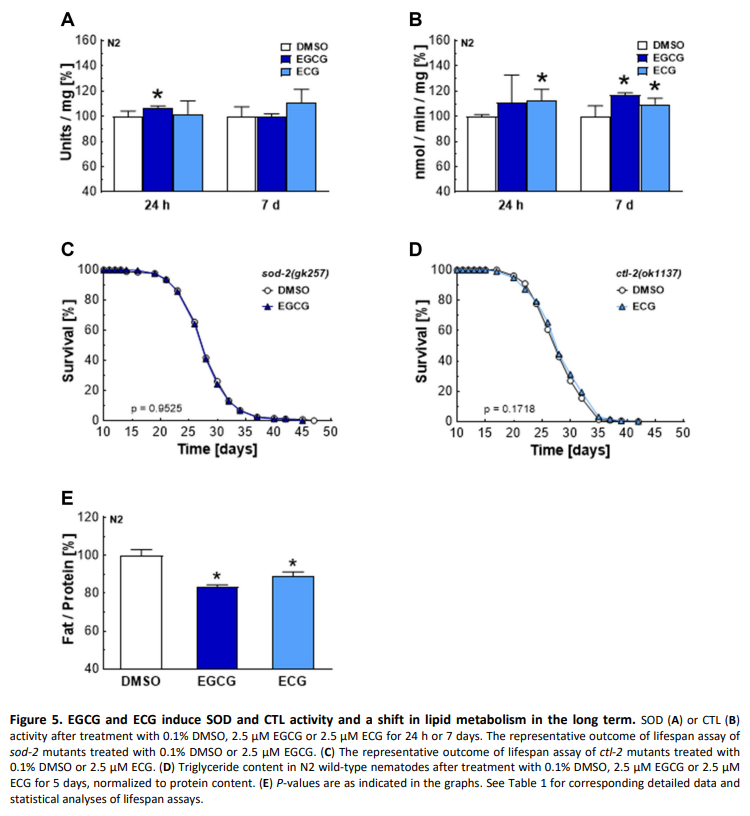 A
B
160
N2
DMSO
EGCG
ECG
140
120
100
80
60
40
Units / mg [%]
*
24 h
7 d
160
N2
DMSO
EGCG
ECG
140
120
100
80
60
40
nmol / min / mg [%]
*
*
*
24 h
7 d
C
D
100
80
60
40
20
0
Survival [%]
sod-2(gk257)
DMSO
EGCG
p = 0.9525
10 15 20 25 30 35 40 45 50
Time [days]
100
80
60
40
20
0
Survival [%]
ctl-2(ok1137)
DMSO
ECG
p = 0.1718
10 15 20 25 30 35 40 45 50
Time [days]
E
120
N2
100
80
60
40
Fat / Protein [%]
*
*
DMSO EGCG ECG
Figure 5. EGCG and ECG induce SOD and CTL activity and a shift in lipid metabolism in the long term. SOD (A) or CTL (B)
activity after treatment with 0.1% DMSO, 2.5 µM EGCG or 2.5 µM ECG for 24 h or 7 days. The representative outcome of lifespan assay of
sod-2 mutants treated with 0.1% DMSO or 2.5 µM EGCG. (C) The representative outcome of lifespan assay of ctl-2 mutants treated with
0.1% DMSO or 2.5 µM ECG. (D) Triglyceride content in N2 wild-type nematodes after treatment with 0.1% DMSO, 2.5 µM EGCG or 2.5 µM
ECG for 5 days, normalized to protein content. (E) P-values are as indicated in the graphs. See Table 1 for corresponding detailed data and
statistical analyses of lifespan assays.